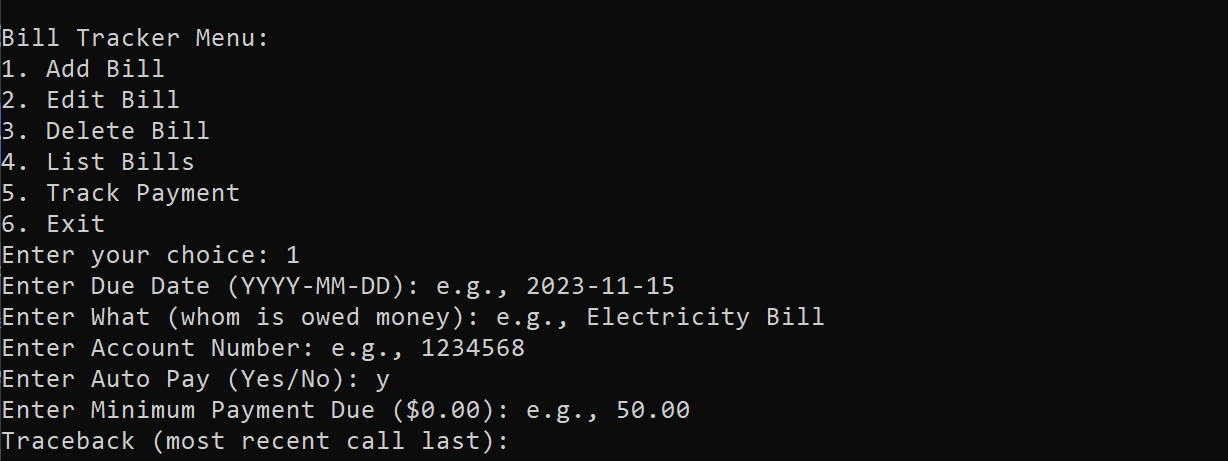 Bill Tracker Menu:
1. Add Bill
2. Edit Bill
3. Delete Bill
4. List Bills
5. Track Payment
6. Exit
Enter your choice: 1
Enter Due Date (YYYY-MM-DD): e.g., 2023-11-15
Enter What (whom is owed money): e.g., Electricity Bill
Enter Account Number: e.g., 1234568
Enter Auto Pay (Yes/No): y
Enter Minimum Payment Due ($0.00): e.g., 50.00
Traceback (most recent call last):